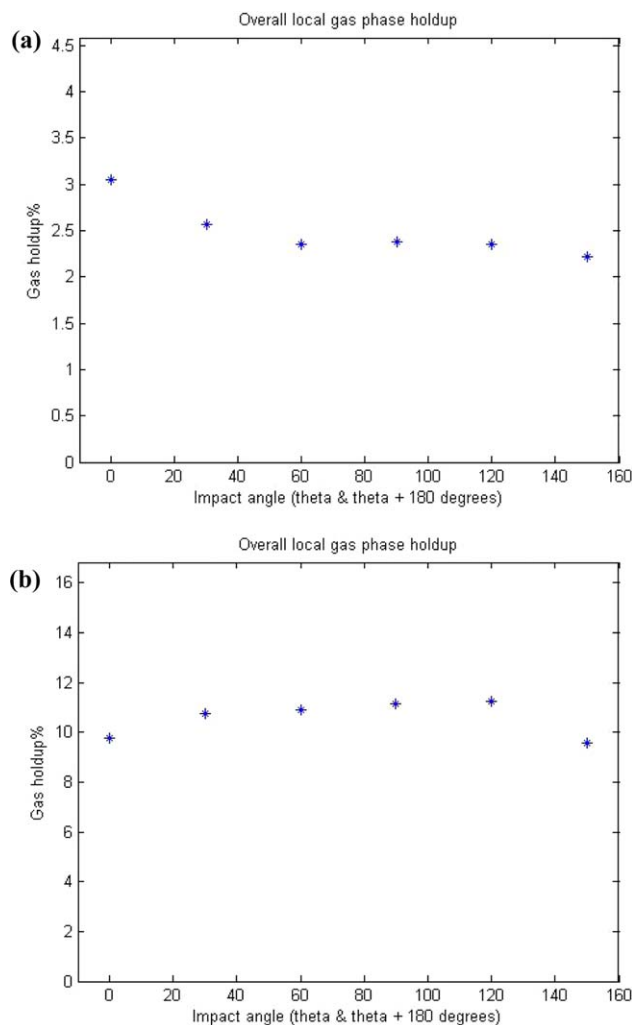 (a)
Overall local gas phase holdup
4.5
4
3.5
3
2.5
2
1.5
1
0.5
0
Gas holdup%
0 20 40 60 80 100 120 140 160
Impact angle (theta & theta + 180 degrees)
(b)
Overall local gas phase holdup
16
14
12
10
8
6
4
2
0
Gas holdup%
0 20 40 60 80 100 120 140 160
Impact angle (theta & theta + 180 degrees)